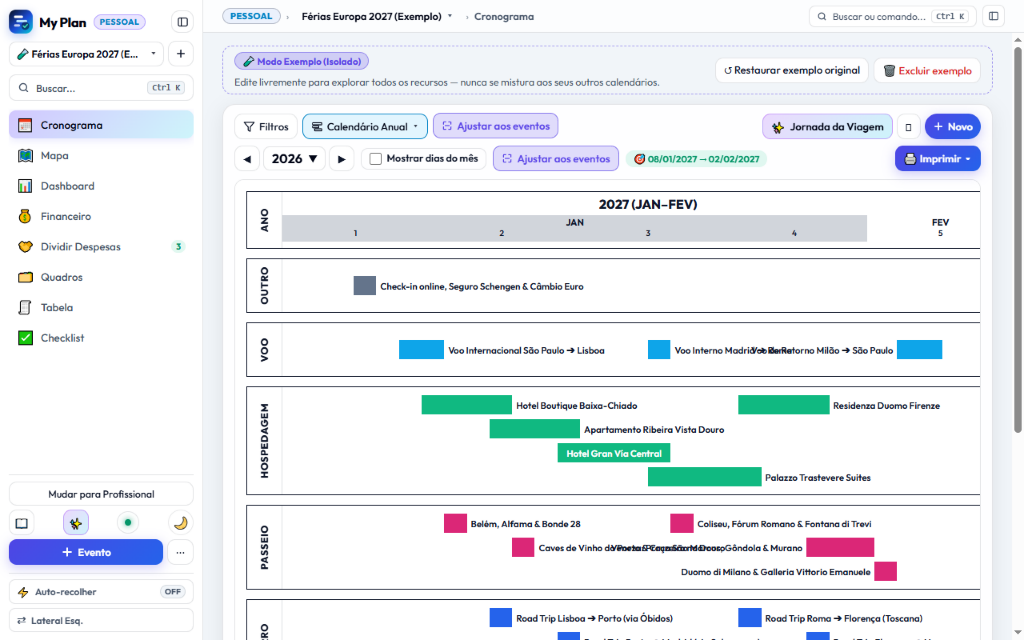 My Plan PESSOAL
Férias Europa 2027 (E...
Buscar... Ctrl K
Cronograma
Mapa
Dashboard
Financeiro
Dividir Despesas 3
Quadros
Tabela
Checklist
Mudar para Profissional
+ Evento ...
Auto-recolher OFF
Lateral Esq.
PESSOAL › Férias Europa 2027 (Exemplo) › Cronograma
Buscar ou comando... Ctrl K
Modo Exemplo (Isolado)
Edite livremente para explorar todos os recursos — nunca se mistura aos seus outros calendários.
↺ Restaurar exemplo original
Excluir exemplo
Filtros
Calendário Anual
Ajustar aos eventos
Jornada da Viagem
+ Novo
◀ 2026 ▼ ▶
Mostrar dias do mês
Ajustar aos eventos
08/01/2027 → 02/02/2027
Imprimir
ANO
2027 (JAN–FEV)
JAN FEV
1 2 3 4 5
OUTRO
Check-in online, Seguro Schengen & Câmbio Euro
VOO
Voo Internacional São Paulo ➔ Lisboa
Voo Interno Madrid
Retorno Milão ➔ São Paulo
HOSPEDAGEM
Hotel Boutique Baixa-Chiado
Residenza Duomo Firenze
Apartamento Ribeira Vista Douro
Hotel Gran Via Central
Palazzo Trastevere Suites
PASSEIO
Belém, Alfama & Bonde 28
Coliseu, Fórum Romano & Fontana di Trevi
Caves de Vinho do
Gôndola & Murano
Duomo di Milano & Galleria Vittorio Emanuele
Road Trip Lisboa ➔ Porto (via Óbidos)
Road Trip Roma ➔ Florença (Toscana)